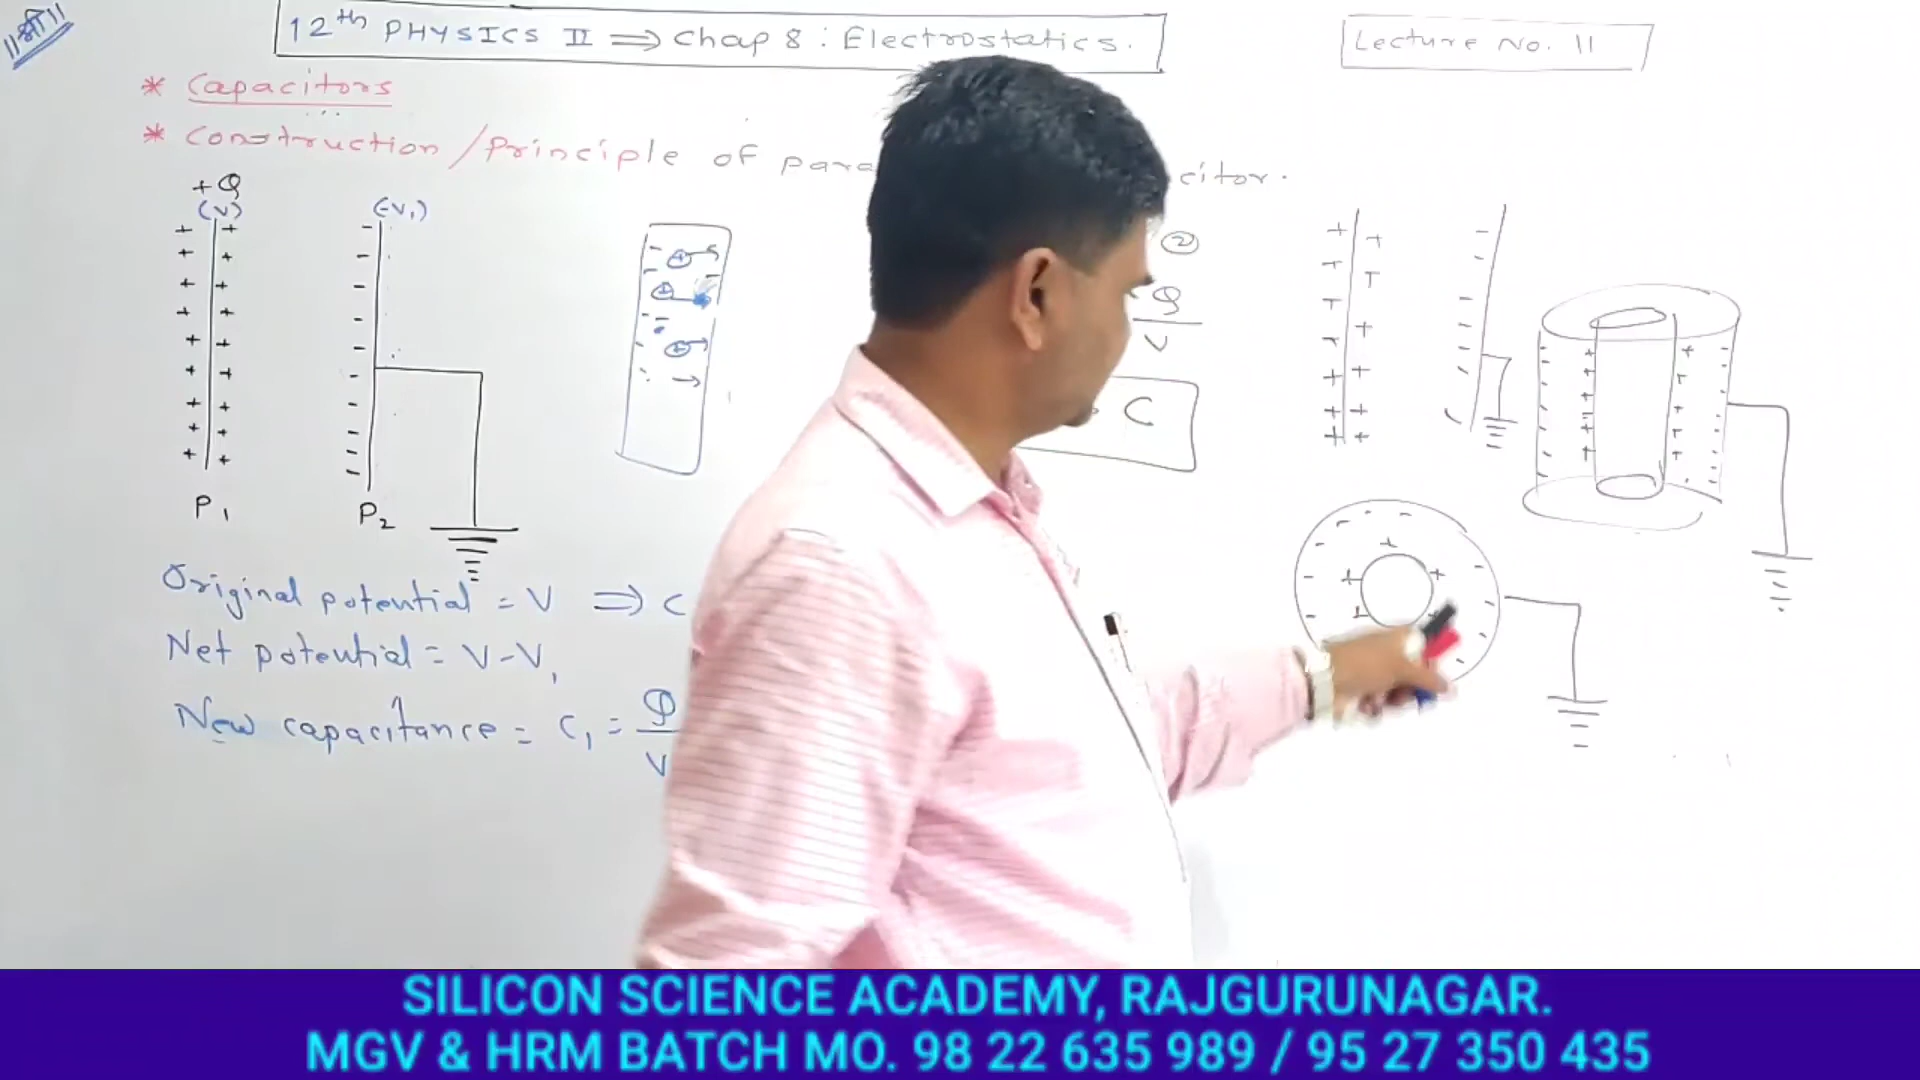 ॥श्री॥
12th PHYSICS II ⇒ Chap 8 : Electrostatics.
Lecture No. 11
* Capacitors
* Construction/Principle of para citor.
+Q
(V)
(-V₁)
P₁
P₂
②
Q
V
C
Original potential = V ⇒ C
Net potential = V-V₁
New capacitance = C₁ = Q
V
SILICON SCIENCE ACADEMY, RAJGURUNAGAR.
MGV & HRM BATCH MO. 98 22 635 989 / 95 27 350 435